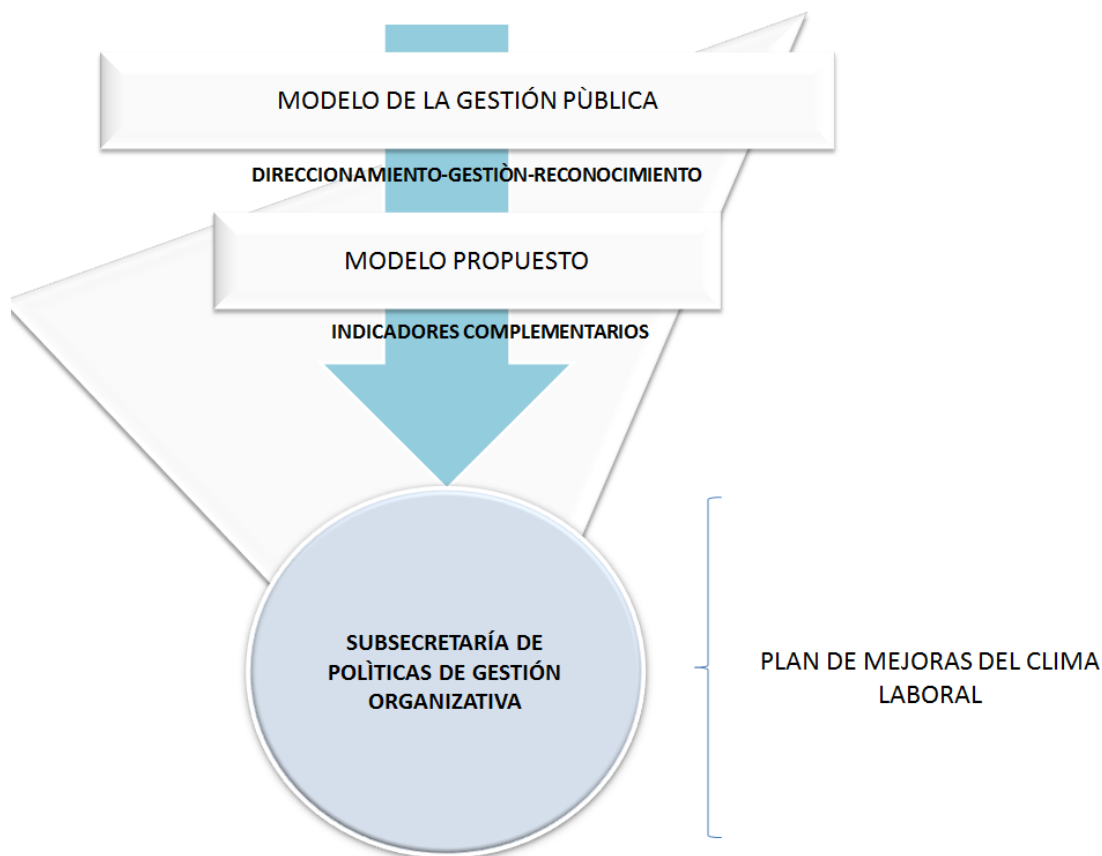 MODELO DE LA GESTIÓN PÙBLICA
DIRECCIONAMIENTO-GESTIÒN-RECONOCIMIENTO
MODELO PROPUESTO
INDICADORES COMPLEMENTARIOS
SUBSECRETARÍA DE
POLÌTICAS DE GESTIÓN
ORGANIZATIVA
PLAN DE MEJORAS DEL CLIMA
LABORAL